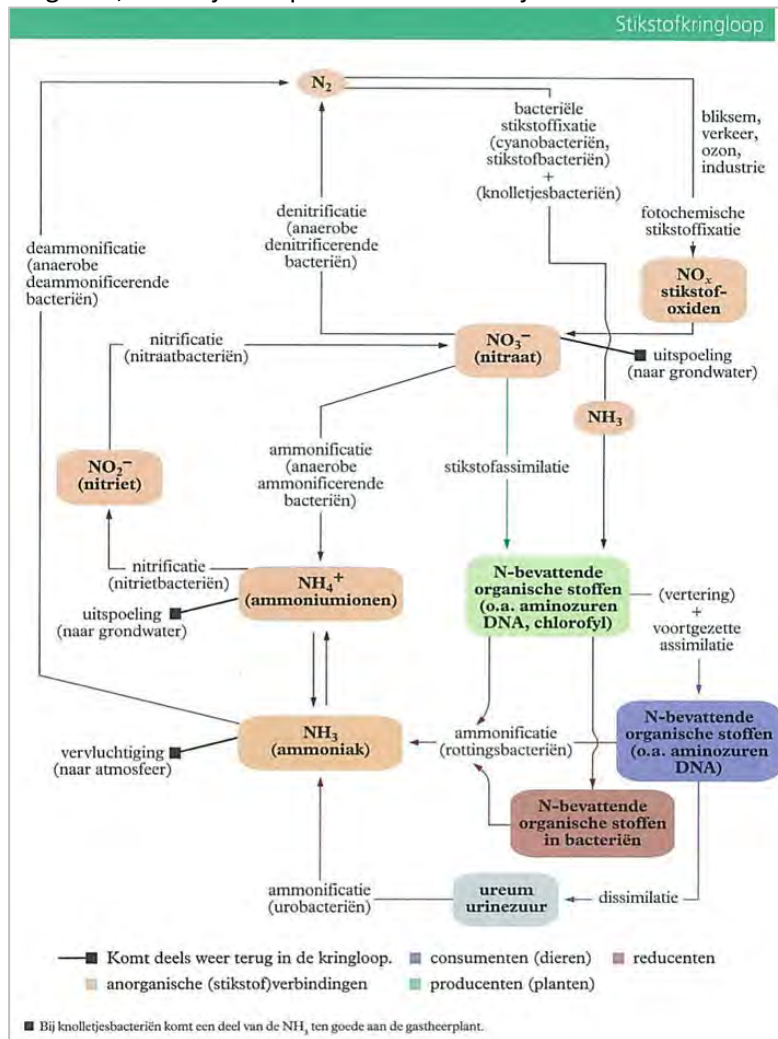 Stikstofkringloop
N₂
bacteriële
stikstoffixatie
(cyanobacteriën,
stikstofbacteriën)
+
(knolletjesbacteriën)
bliksem,
verkeer,
ozon,
industrie
denitrificatie
(anaerobe
denitrificerende
bacteriën)
fotochemische
stikstoffixatie
deammonificatie
(anaerobe
deammonificerende
bacteriën)
NOₓ
stikstof-
oxiden
nitrificatie
(nitraatbacteriën)
NO₃⁻
(nitraat)
uitspoeling
(naar grondwater)
NH₃
ammonificatie
(anaerobe
ammonificerende
bacteriën)
stikstofassimilatie
NO₂⁻
(nitriet)
nitrificatie
(nitrietbacteriën)
NH₄⁺
(ammoniumionen)
N-bevattende
organische stoffen
(o.a. aminozuren
DNA, chlorofyl)
(vertering)
+
voortgezette
assimilatie
uitspoeling
(naar grondwater)
NH₃
(ammoniak)
ammonificatie
(rottingsbacteriën)
N-bevattende
organische stoffen
(o.a. aminozuren
DNA)
vervluchtiging
(naar atmosfeer)
N-bevattende
organische stoffen
in bacteriën
ammonificatie
(urobacteriën)
ureum
urinezuur
dissimilatie
Komt deels weer terug in de kringloop.
consumenten (dieren)
reducenten
anorganische (stikstof)verbindingen
producenten (planten)
Bij knolletjesbacteriën komt een deel van de NH₃ ten goede aan de gastheerplant.